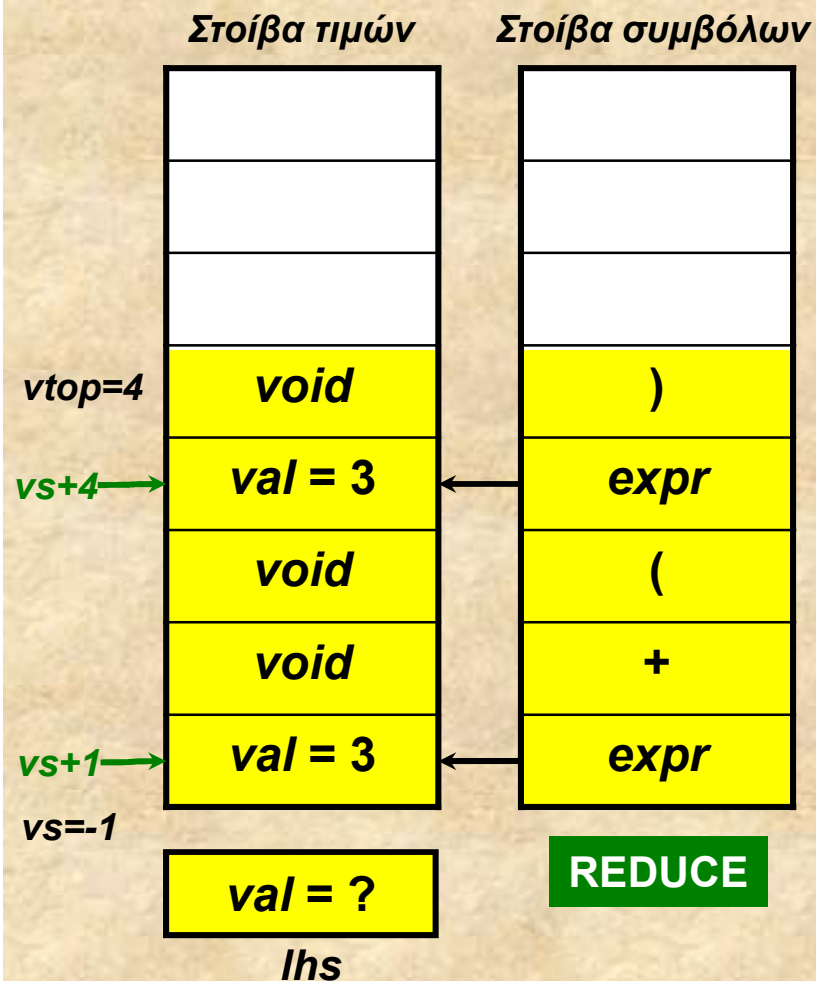 Στοίβα τιμών Στοίβα συμβόλων
vtop=4 void )
vs+4 val = 3 expr
void (
void +
vs+1 val = 3 expr
vs=-1
val = ? REDUCE
lhs